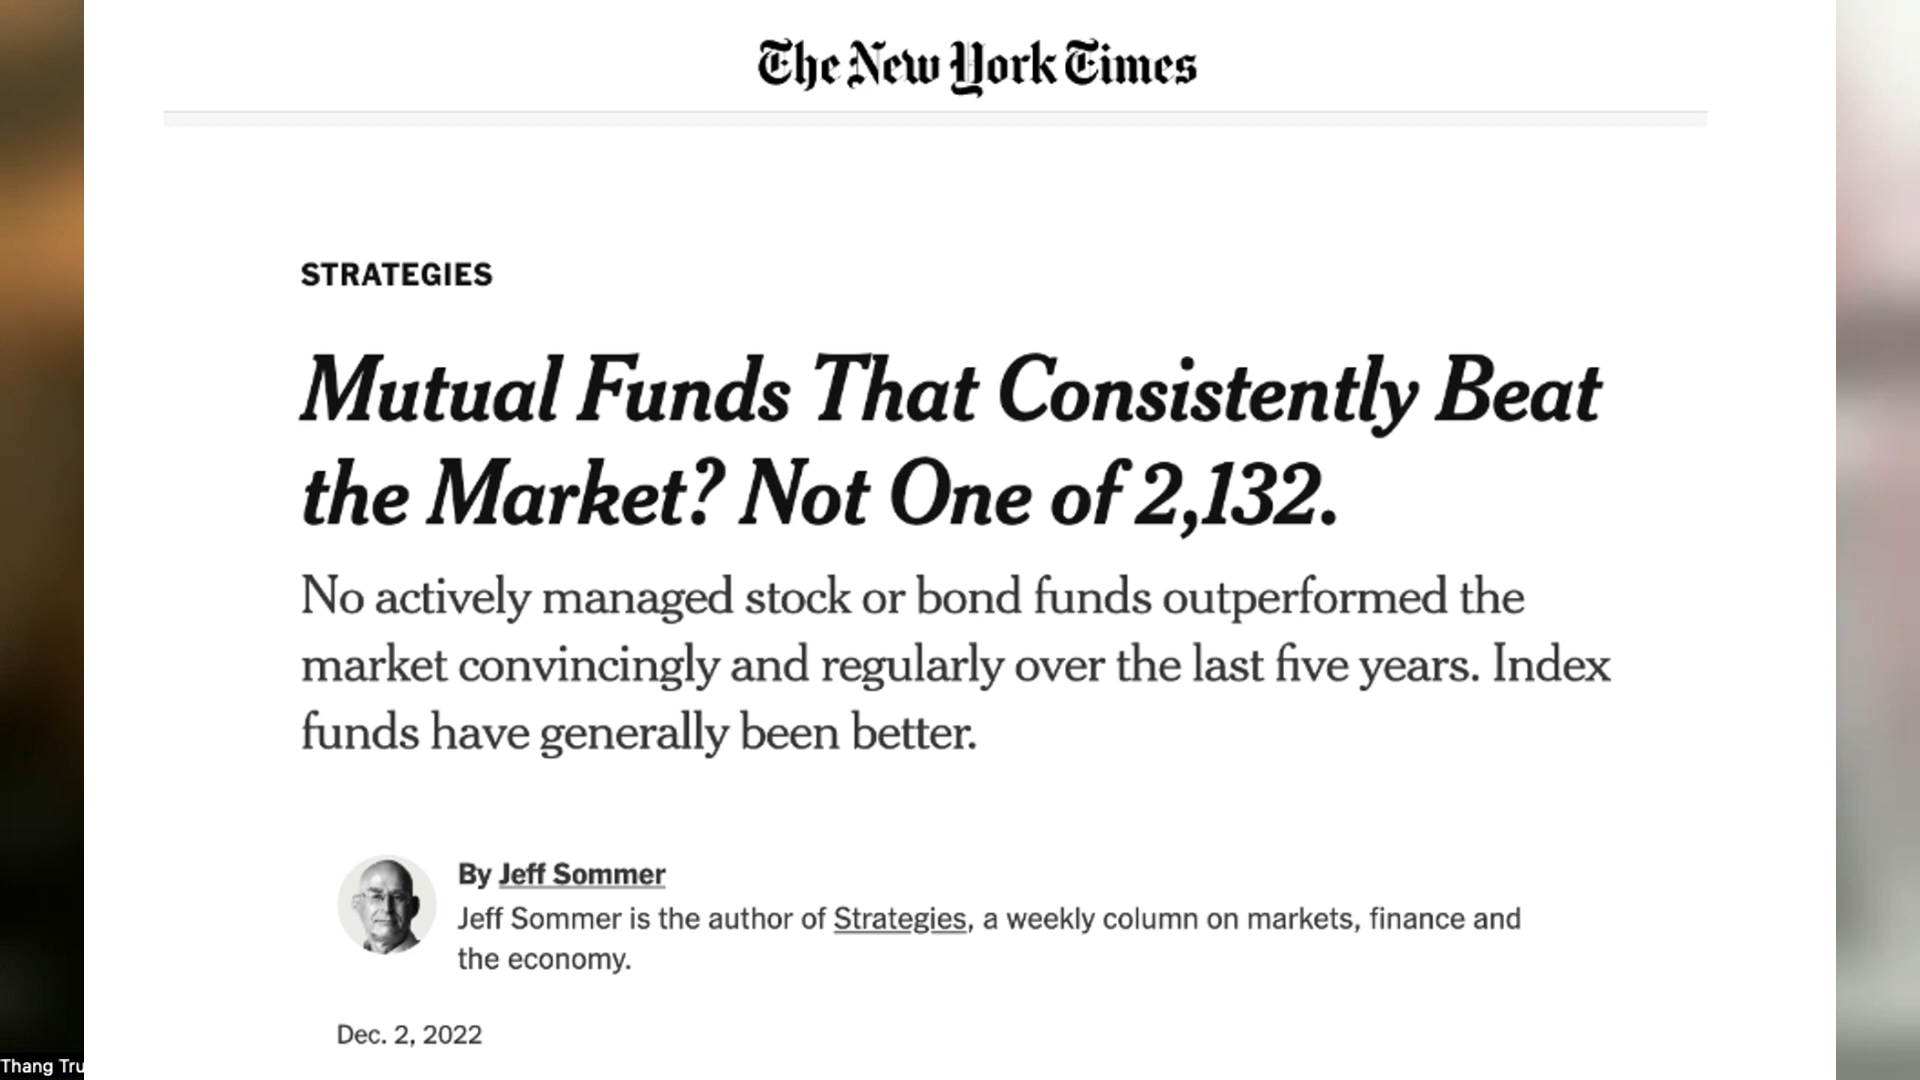 The New York Times
STRATEGIES
Mutual Funds That Consistently Beat
the Market? Not One of 2,132.
No actively managed stock or bond funds outperformed the
market convincingly and regularly over the last five years. Index
funds have generally been better.
By Jeff Sommer
Jeff Sommer is the author of Strategies, a weekly column on markets, finance and
the economy.
Dec. 2, 2022
Thang Tru